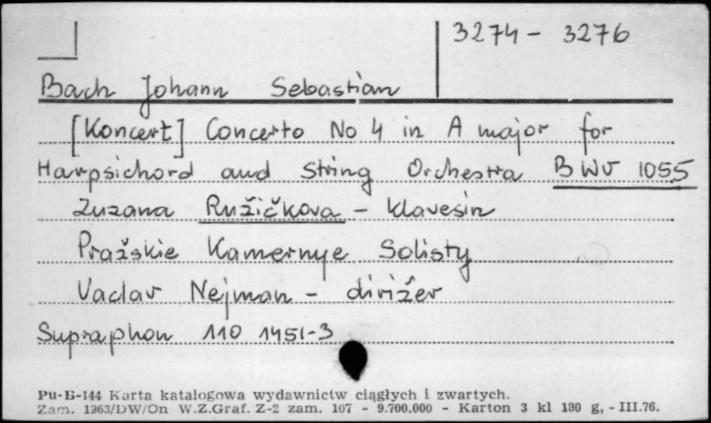 3274 - 3276
Bach Johann Sebastian
[Koncert] Concerto No 4 in A major for
Harpsichord and String Orchestra BWV 1055
Zuzana Ružičkova - klavesin
Pražskie Kamernye Solisty
Vaclav Nejman - dirižer
Supraphon 110 1451-3
Pu-B-144 Karta katalogowa wydawnictw ciągłych i zwartych.
Zam. 1363/DW/On W.Z.Graf. Z-2 zam. 107 - 9.700.000 - Karton 3 kl 180 g, - III.76.